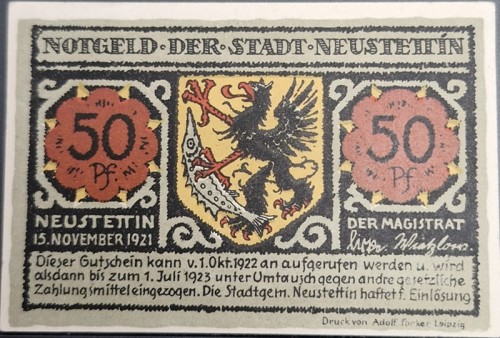 NOTGELD · DER · STADT · NEUSTETTIN
50
Pf.
50
Pf.
NEUSTETTIN
15. NOVEMBER 1921
DER MAGISTRAT
Dieser Gutschein kann v. 1. Okt. 1922 an aufgerufen werden u. wird
alsdann bis zum 1. Juli 1923 unter Umtausch gegen andre gesetzliche
Zahlungsmittel eingezogen. Die Stadtgem. Neustettin haftet f. Einlösung
Druck von Adolf Forker Leipzig